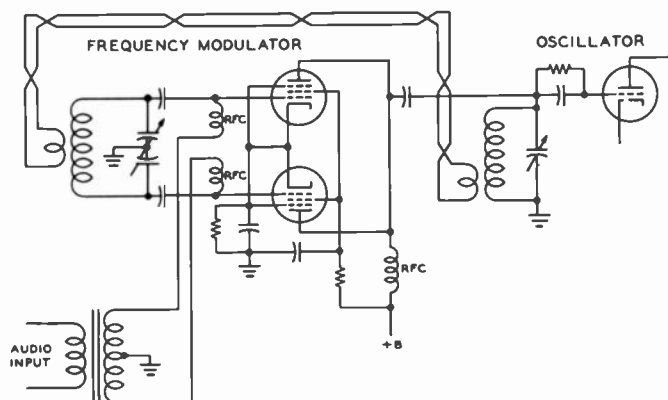 FREQUENCY MODULATOR
OSCILLATOR
RFC
RFC
RFC
+B
AUDIO
INPUT